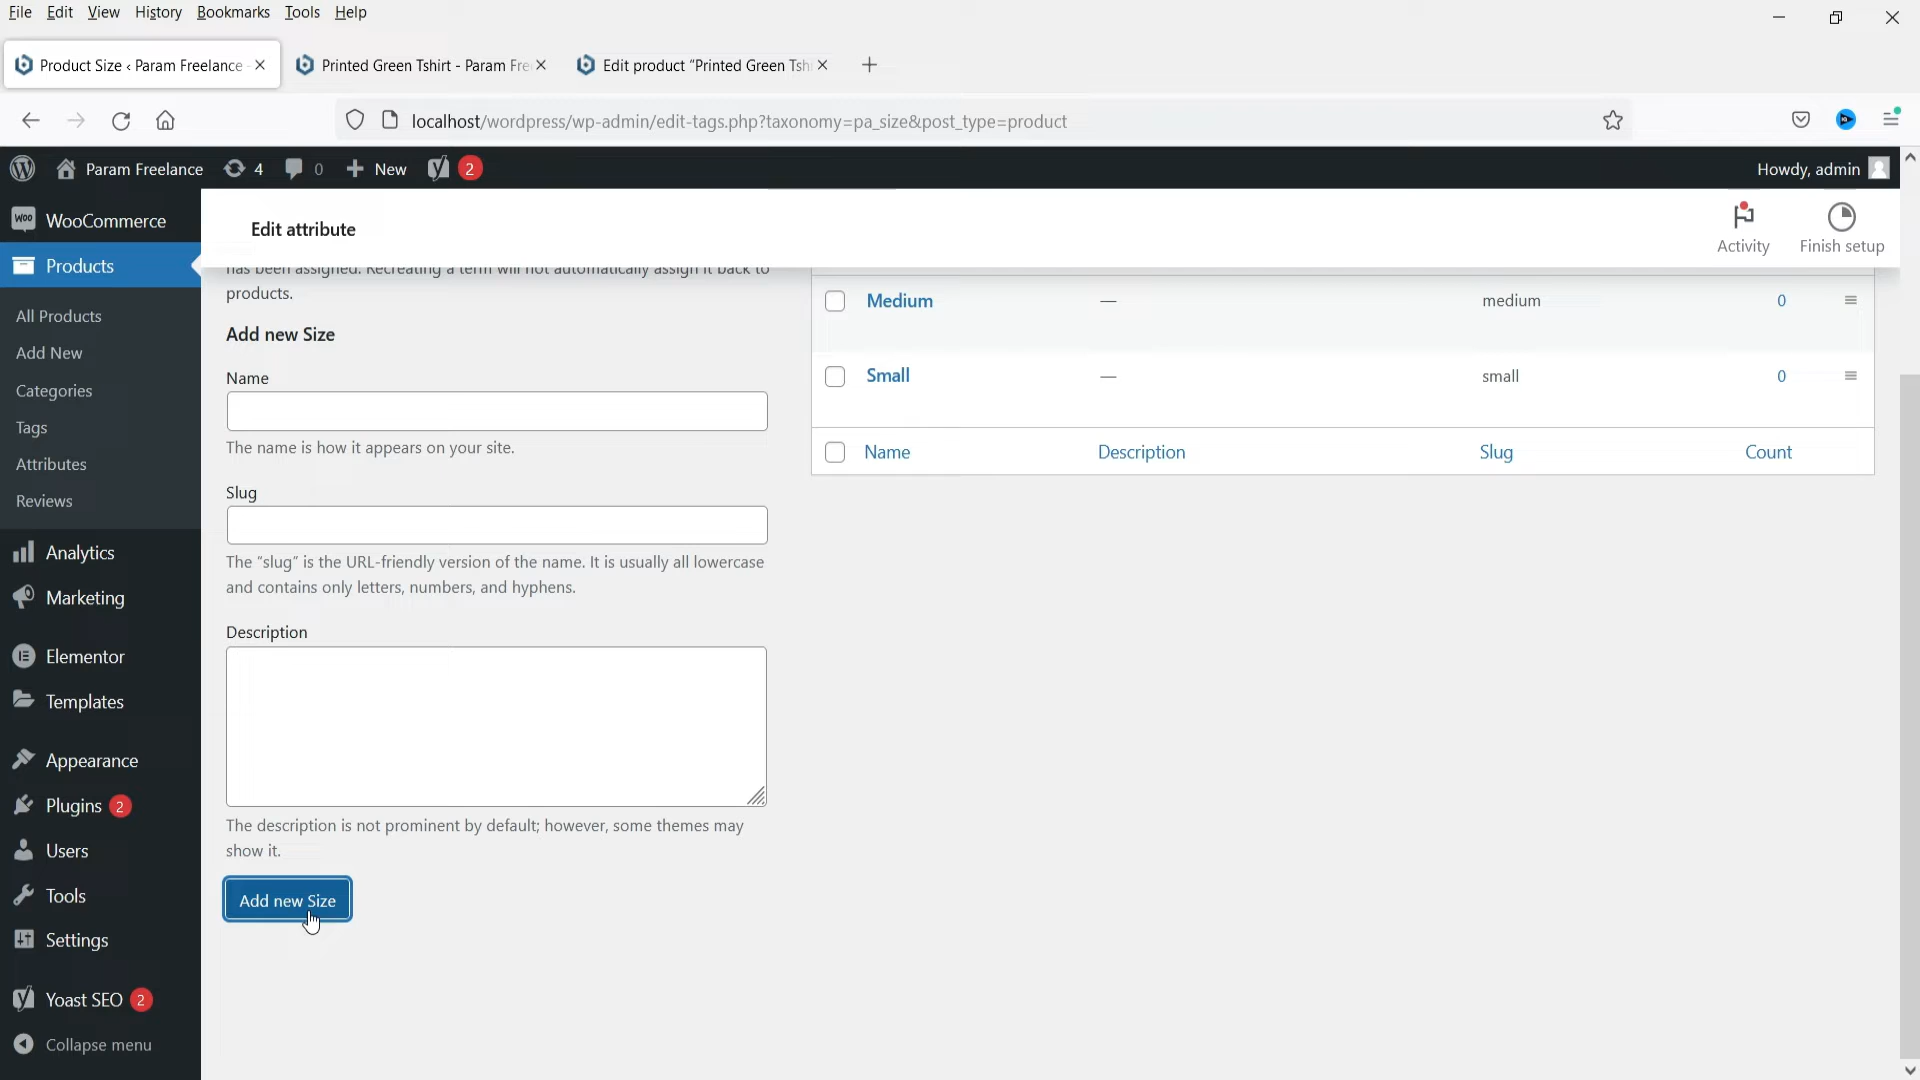 File Edit View History Bookmarks Tools Help
Product Size ‹ Param Freelance
Printed Green Tshirt - Param Fre
Edit product “Printed Green Tsh
localhost/wordpress/wp-admin/edit-tags.php?taxonomy=pa_size&post_type=product
Param Freelance 4 0 New 2 Howdy, admin
WooCommerce
Products
All Products
Add New
Categories
Tags
Attributes
Reviews
Analytics
Marketing
Elementor
Templates
Appearance
Plugins 2
Users
Tools
Settings
Yoast SEO 2
Collapse menu
Edit attribute
Activity
Finish setup
has been assigned. Recreating a term will not automatically assign it back to
products.
Add new Size
Name
The name is how it appears on your site.
Slug
The “slug” is the URL-friendly version of the name. It is usually all lowercase
and contains only letters, numbers, and hyphens.
Description
The description is not prominent by default; however, some themes may
show it.
Add new Size
Medium — medium 0
Small — small 0
Name Description Slug Count